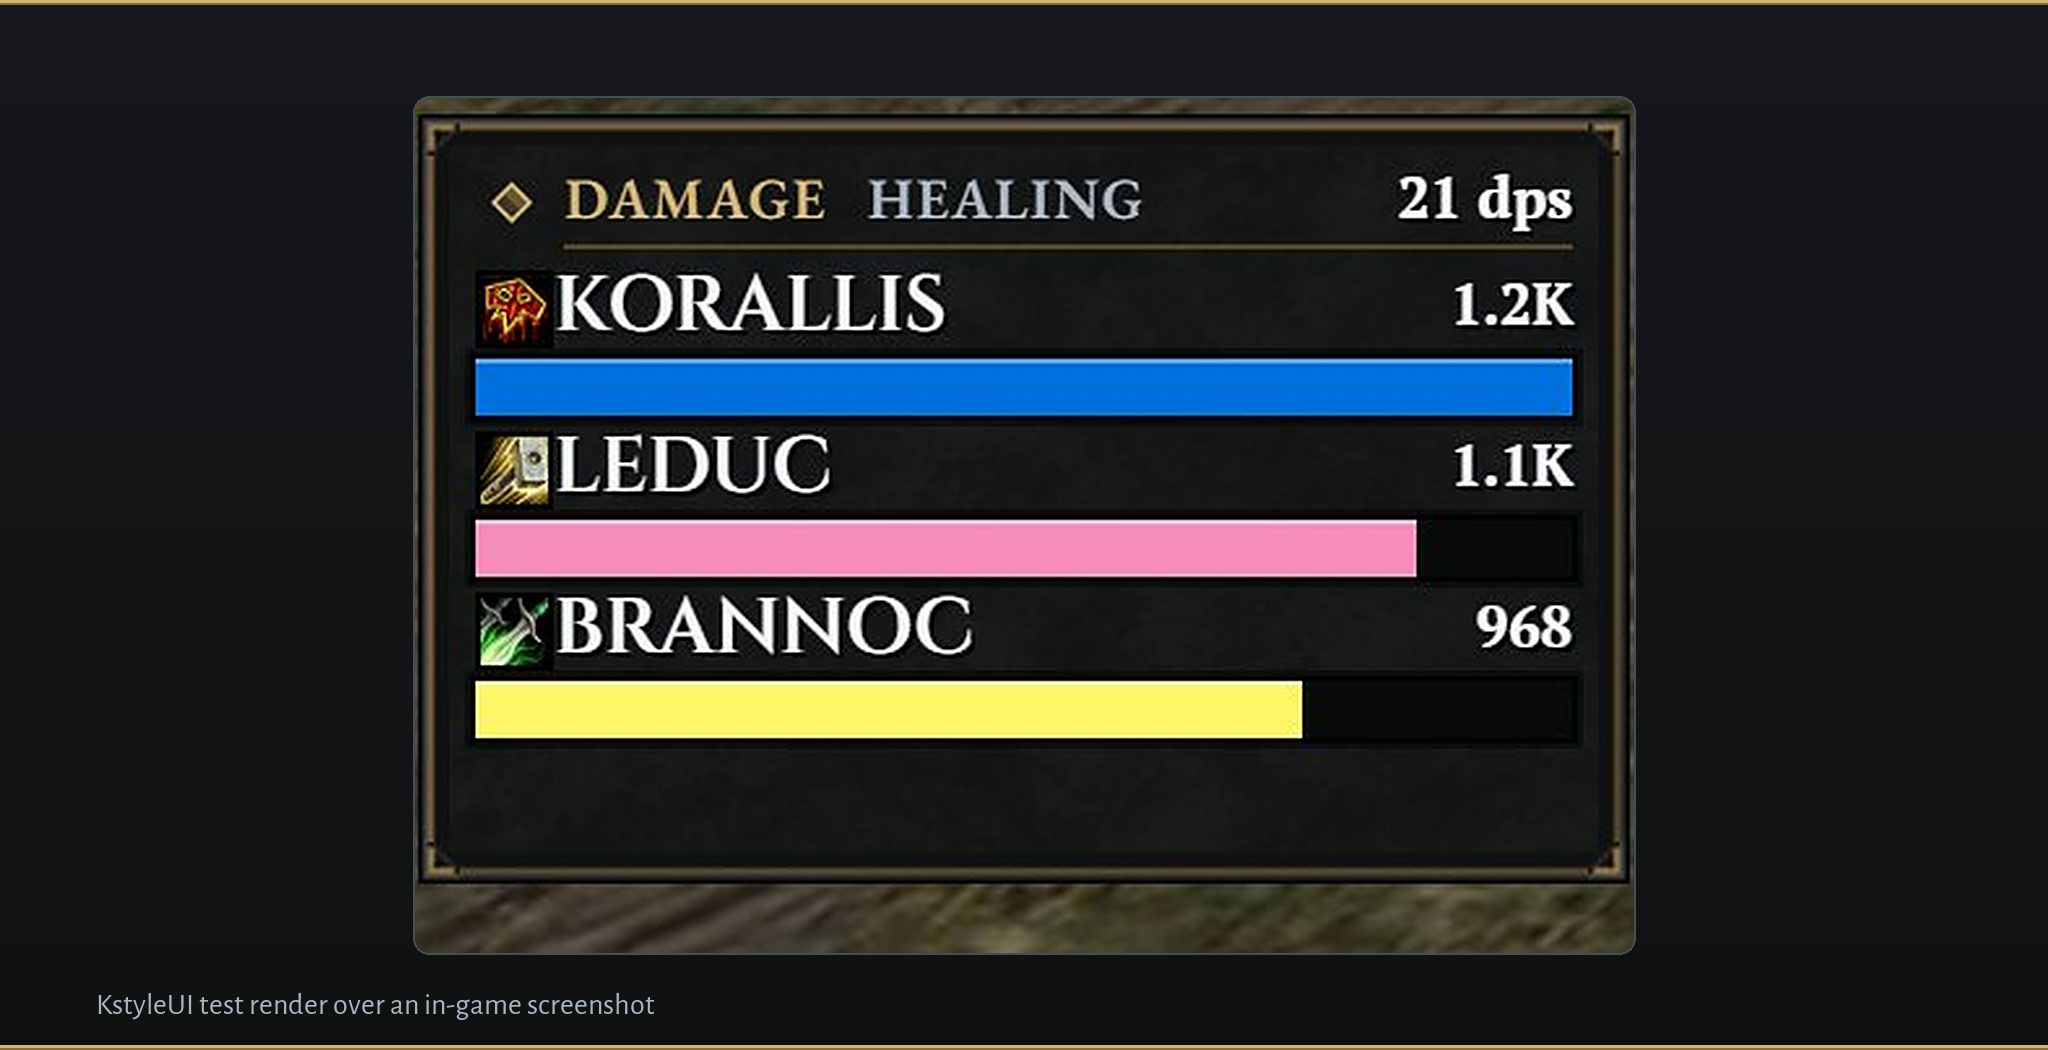 DAMAGE HEALING 21 dps
KORALLIS 1.2K
LEDUC 1.1K
BRANNOC 968
KstyleUI test render over an in-game screenshot